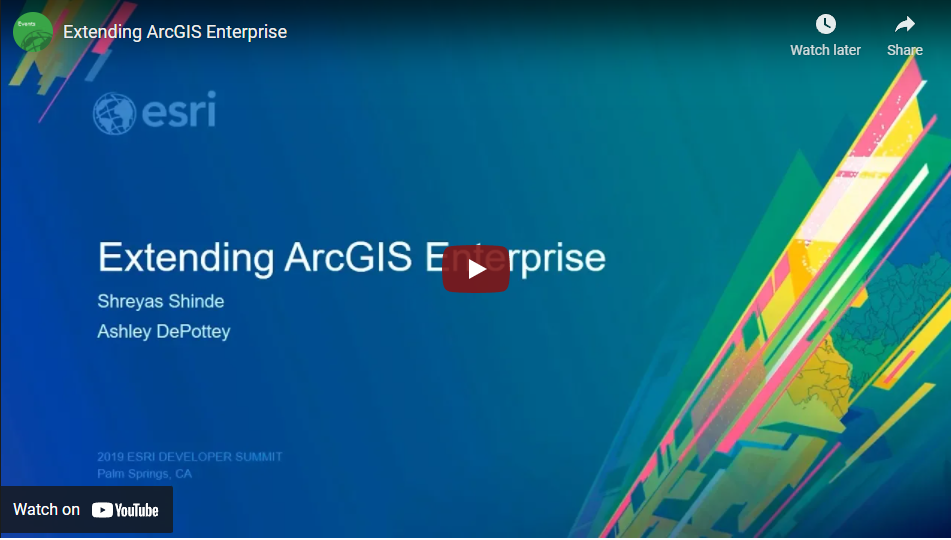 Events
Extending ArcGIS Enterprise
Watch later
Share
esri
Extending ArcGIS Enterprise
Shreyas Shinde
Ashley DePottey
2019 ESRI DEVELOPER SUMMIT
Palm Springs, CA
Watch on YouTube